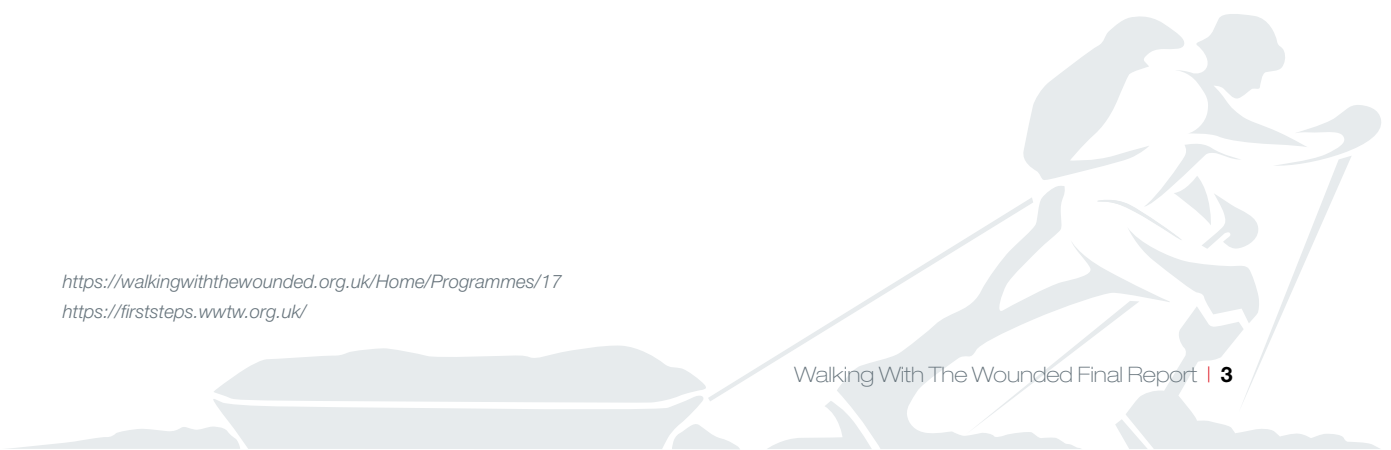 https://walkingwiththewounded.org.uk/Home/Programmes/17
https://firststeps.wwtw.org.uk/
Walking With The Wounded Final Report | 3